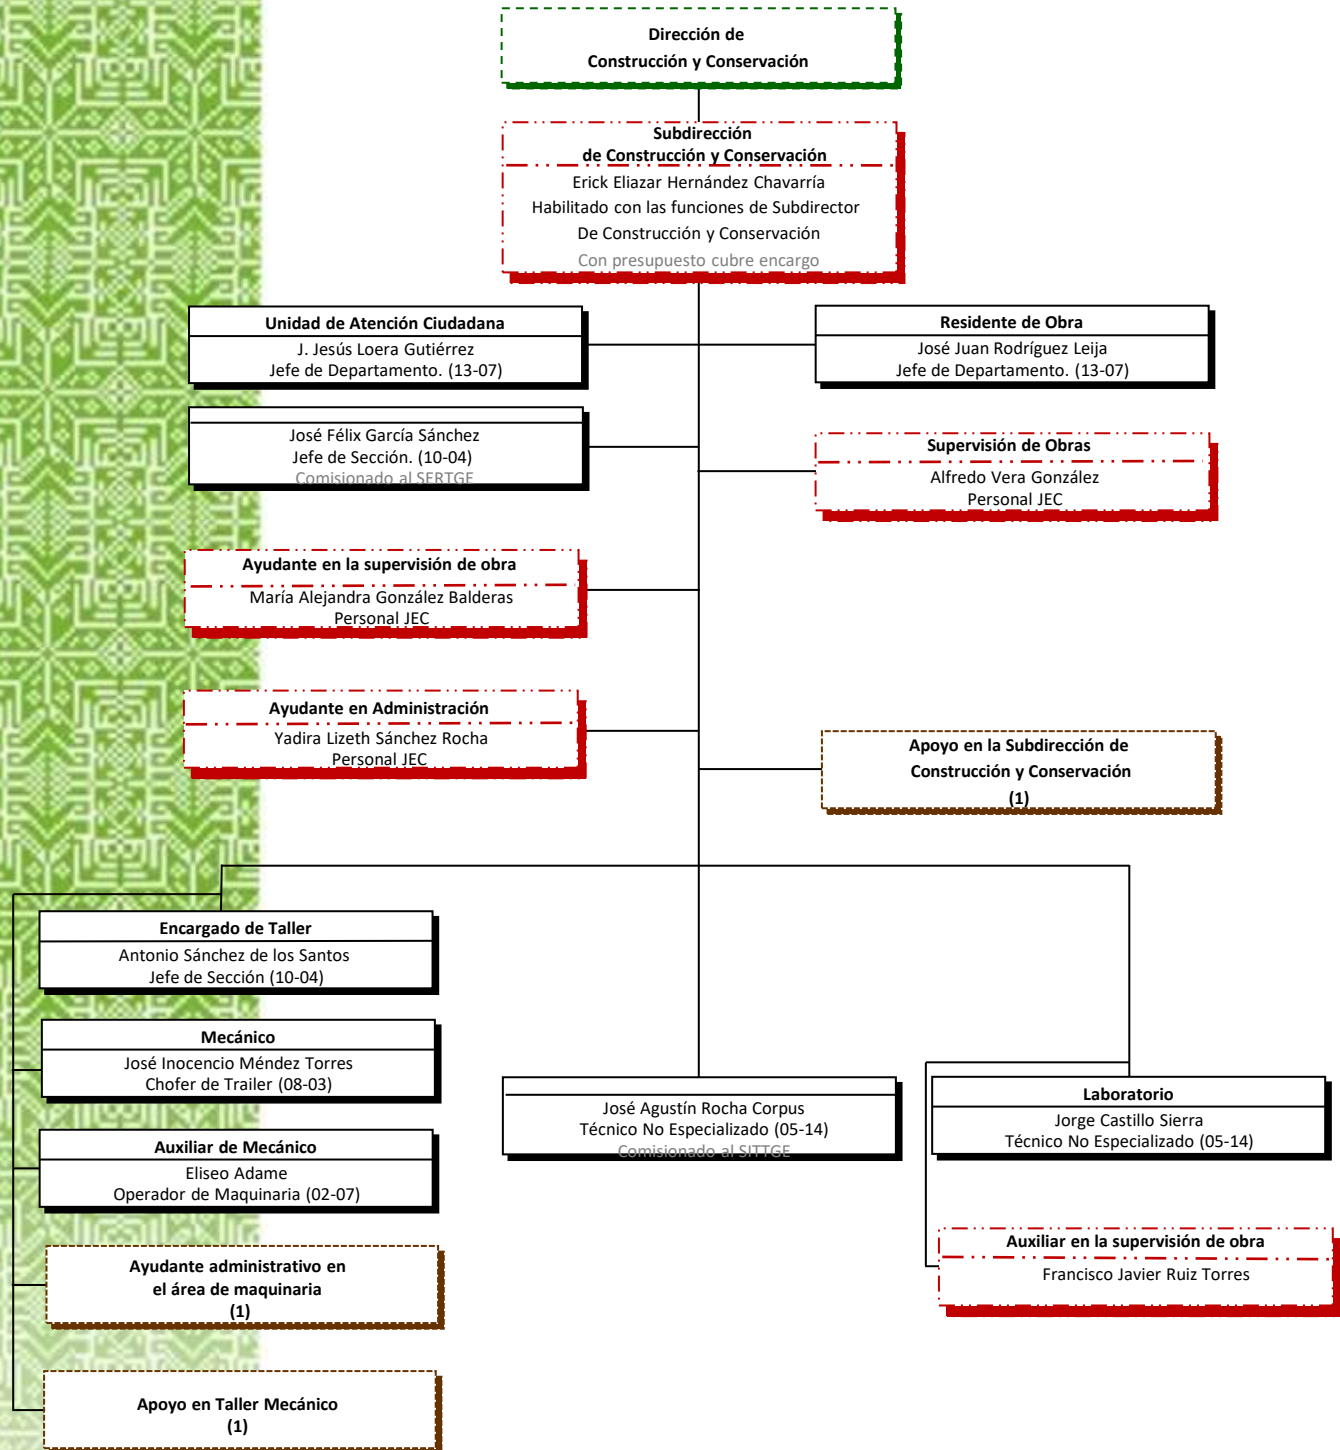 Dirección de
Construcción y Conservación
Subdirección
de Construcción y Conservación
Erick Eliazar Hernández Chavarría
Habilitado con las funciones de Subdirector
De Construcción y Conservación
Con presupuesto cubre encargo
Unidad de Atención Ciudadana
J. Jesús Loera Gutiérrez
Jefe de Departamento. (13-07)
Residente de Obra
José Juan Rodríguez Leija
Jefe de Departamento. (13-07)
José Félix García Sánchez
Jefe de Sección. (10-04)
Comisionado al SERTGE
Supervisión de Obras
Alfredo Vera González
Personal JEC
Ayudante en la supervisión de obra
María Alejandra González Balderas
Personal JEC
Ayudante en Administración
Yadira Lizeth Sánchez Rocha
Personal JEC
Apoyo en la Subdirección de
Construcción y Conservación
(1)
Encargado de Taller
Antonio Sánchez de los Santos
Jefe de Sección (10-04)
Mecánico
José Inocencio Méndez Torres
Chofer de Trailer (08-03)
Auxiliar de Mecánico
Eliseo Adame
Operador de Maquinaria (02-07)
Ayudante administrativo en
el área de maquinaria
(1)
Apoyo en Taller Mecánico
(1)
José Agustín Rocha Corpus
Técnico No Especializado (05-14)
Comisionado al SITTGE
Laboratorio
Jorge Castillo Sierra
Técnico No Especializado (05-14)
Auxiliar en la supervisión de obra
Francisco Javier Ruiz Torres